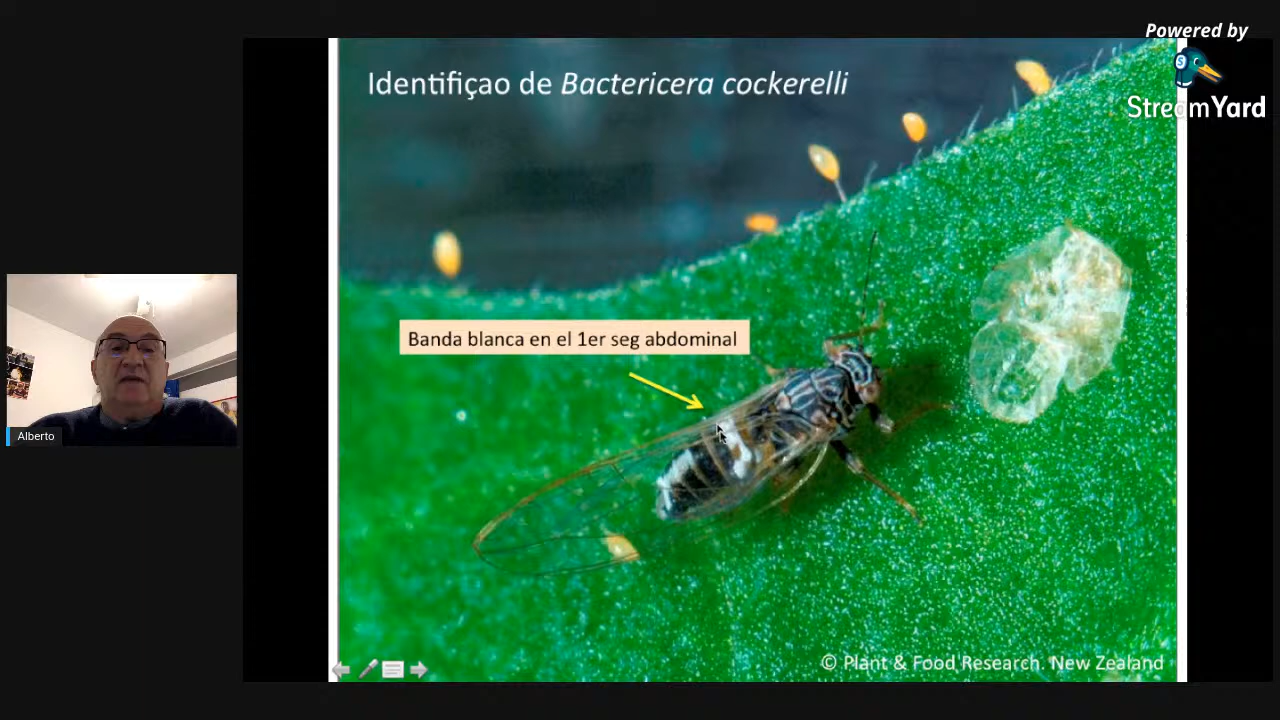 Powered by
StreamYard
Identifiçao de Bactericera cockerelli
Banda blanca en el 1er seg abdominal
Alberto
© Plant & Food Research. New Zealand